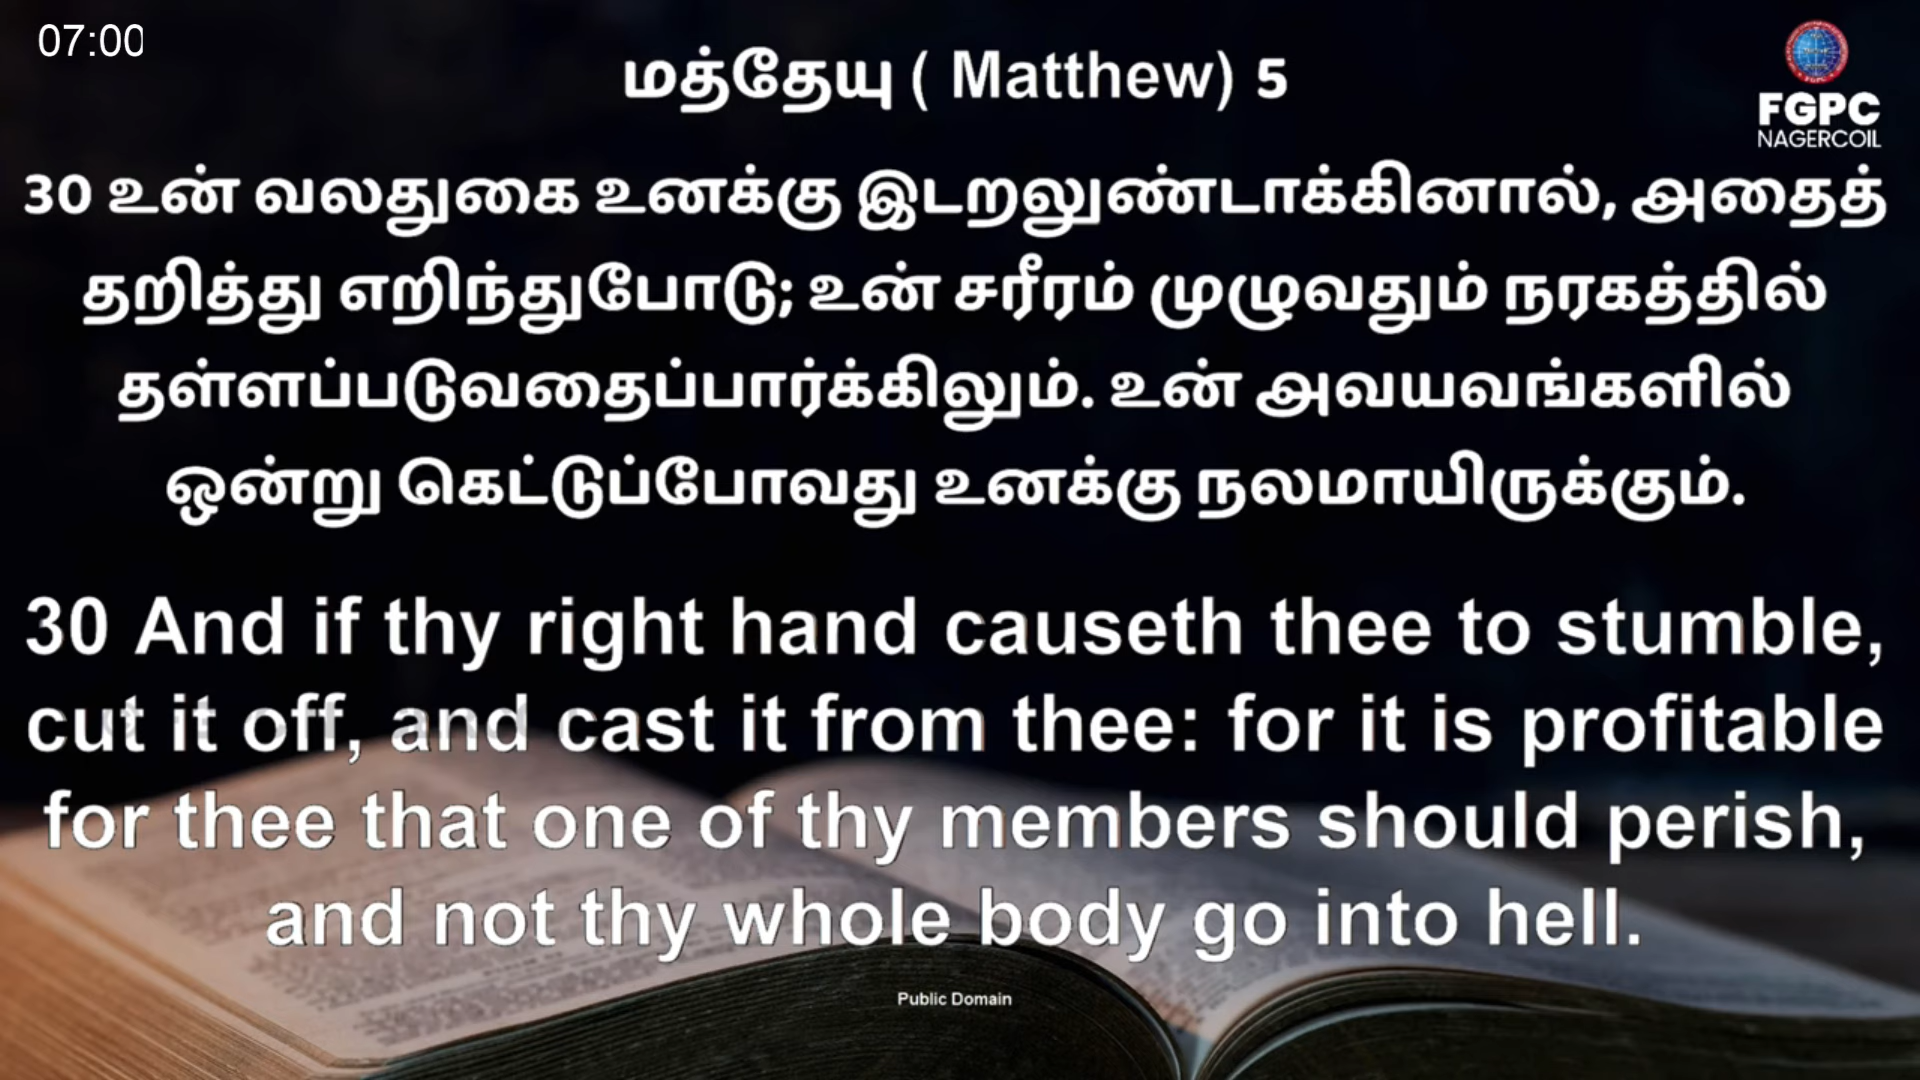 07:00
மத்தேயு ( Matthew) 5
FGPC
FGPC
NAGERCOIL
30 உன் வலதுகை உனக்கு இடறலுண்டாக்கினால், அதைத்
தறித்து எறிந்துபோடு; உன் சரீரம் முழுவதும் நரகத்தில்
தள்ளப்படுவதைப்பார்க்கிலும். உன் அவயவங்களில்
ஒன்று கெட்டுப்போவது உனக்கு நலமாயிருக்கும்.
30 And if thy right hand causeth thee to stumble,
cut it off, and cast it from thee: for it is profitable
for thee that one of thy members should perish,
and not thy whole body go into hell.
Public Domain